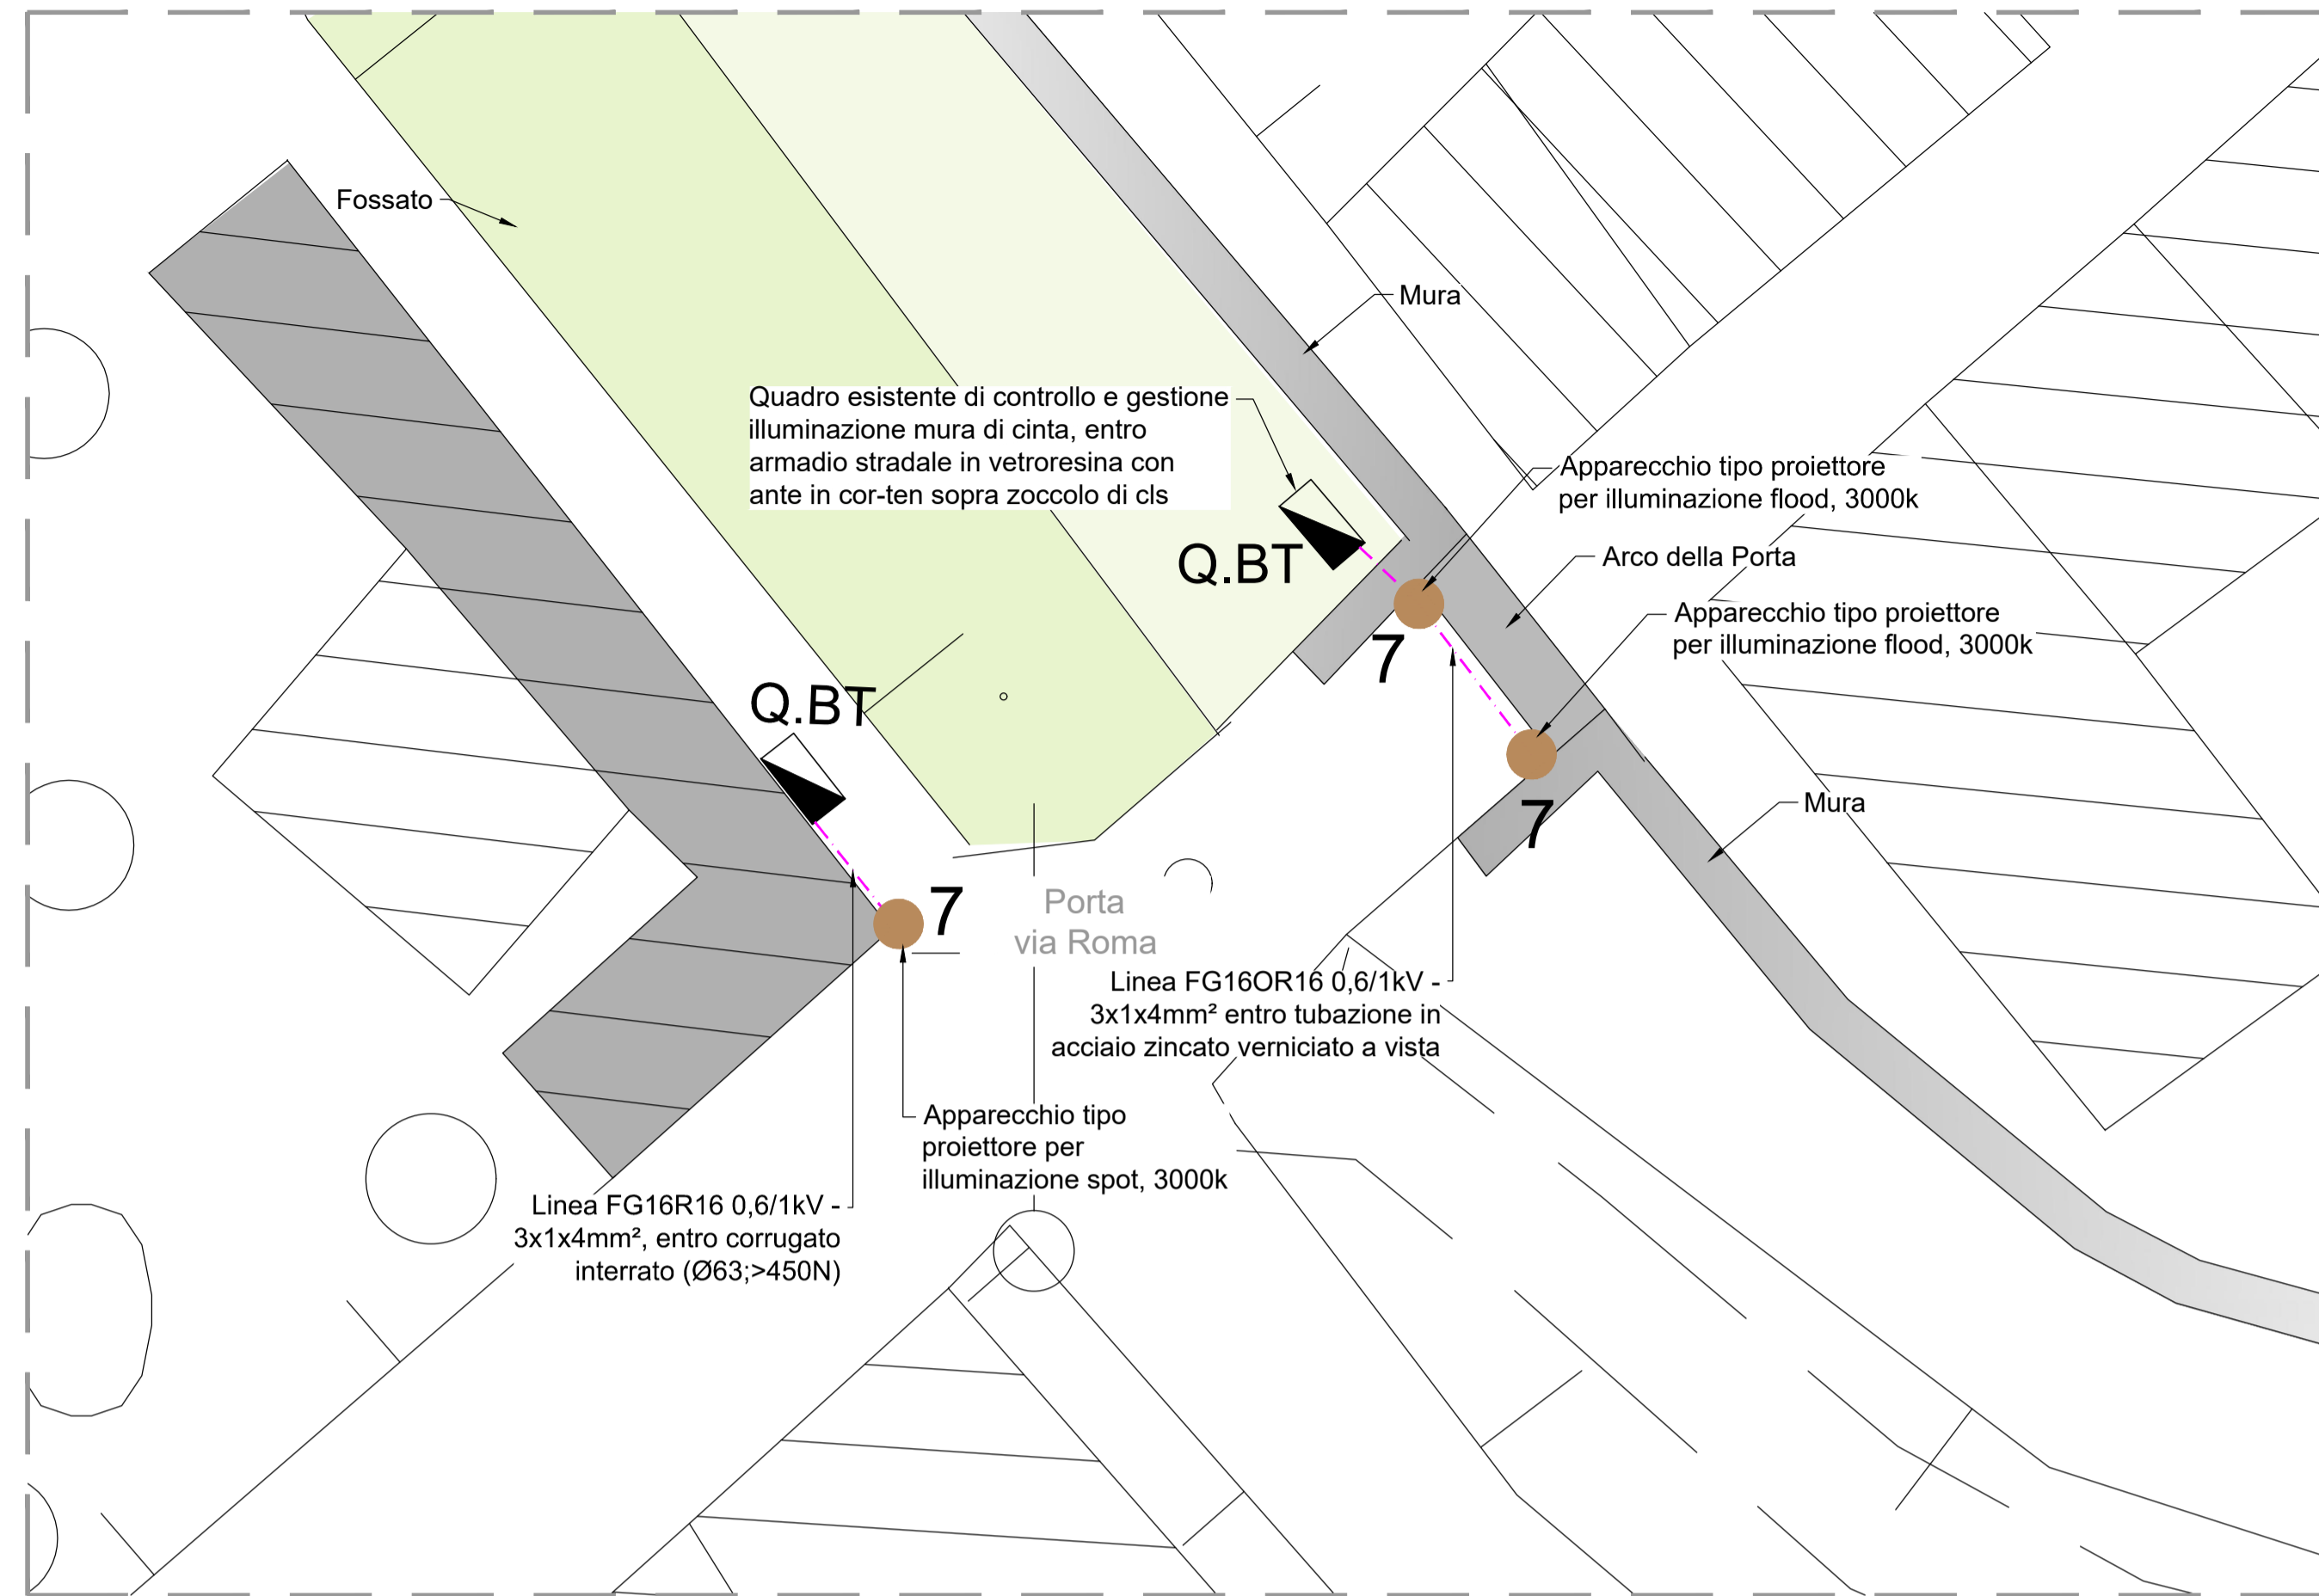 Fossato
Mura
Quadro esistente di controllo e gestione
illuminazione mura di cinta, entro
armadio stradale in vetroresina con
ante in cor-ten sopra zoccolo di cls
Apparecchio tipo proiettore
per illuminazione flood, 3000k
Q.BT
Arco della Porta
Apparecchio tipo proiettore
per illuminazione flood, 3000k
7
Q.BT
Mura
7
7
Porta
via Roma
Linea FG16OR16 0,6/1kV -
3x1x4mm² entro tubazione in
acciaio zincato verniciato a vista
Apparecchio tipo
proiettore per
illuminazione spot, 3000k
Linea FG16R16 0,6/1kV -
3x1x4mm², entro corrugato
interrato (Ø63;>450N)